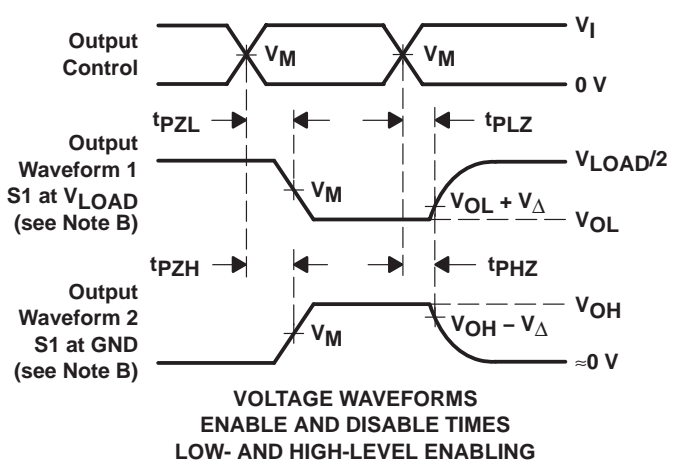 Output
Control
V_M
V_M
V_I
0 V
t_PZL
t_PLZ
Output
Waveform 1
S1 at V_LOAD
(see Note B)
V_M
V_LOAD/2
V_OL + V_Δ
V_OL
t_PZH
t_PHZ
Output
Waveform 2
S1 at GND
(see Note B)
V_M
V_OH
V_OH − V_Δ
≈0 V
VOLTAGE WAVEFORMS
ENABLE AND DISABLE TIMES
LOW- AND HIGH-LEVEL ENABLING